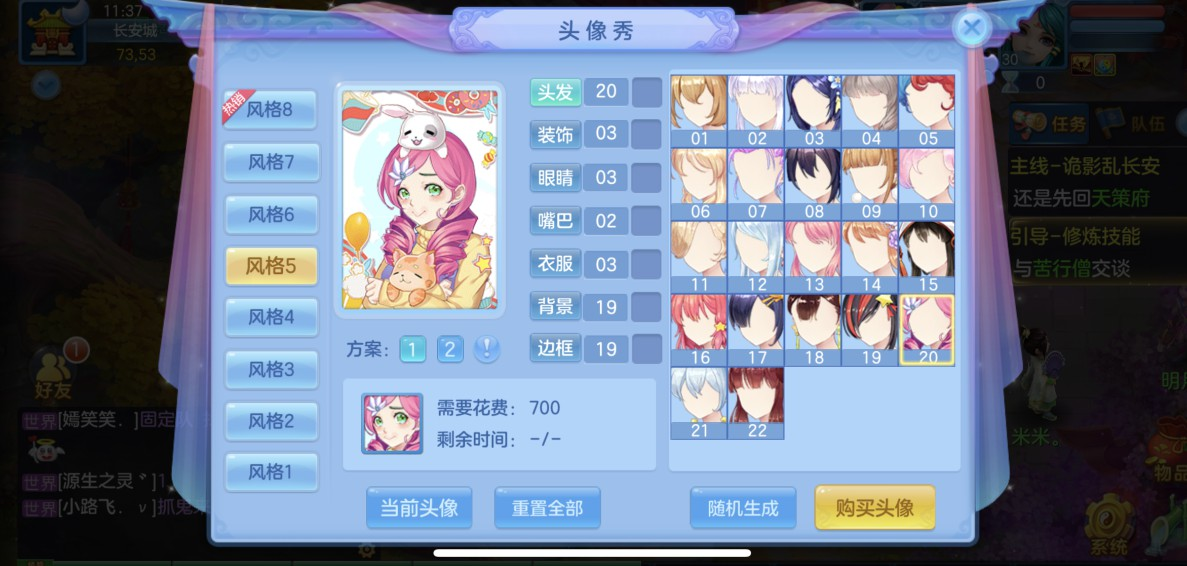 11:37
长安城
73,53
头像秀
30
0
任务
队伍
主线-诡影乱长安
还是先回天策府
引导-修炼技能
与苦行僧交谈
热销
风格8
风格7
风格6
风格5
风格4
风格3
风格2
风格1
头发 20
装饰 03
眼睛 03
嘴巴 02
衣服 03
背景 19
边框 19
方案: 1 2 !
需要花费: 700
剩余时间: -/-
01 02 03 04 05
06 07 08 09 10
11 12 13 14 15
16 17 18 19 20
21 22
当前头像
重置全部
随机生成
购买头像
1
好友
世界[嫣笑笑.]固定队
世界[源生之灵
世界[小路飞. ν]抓鬼
米米。
物品
系统